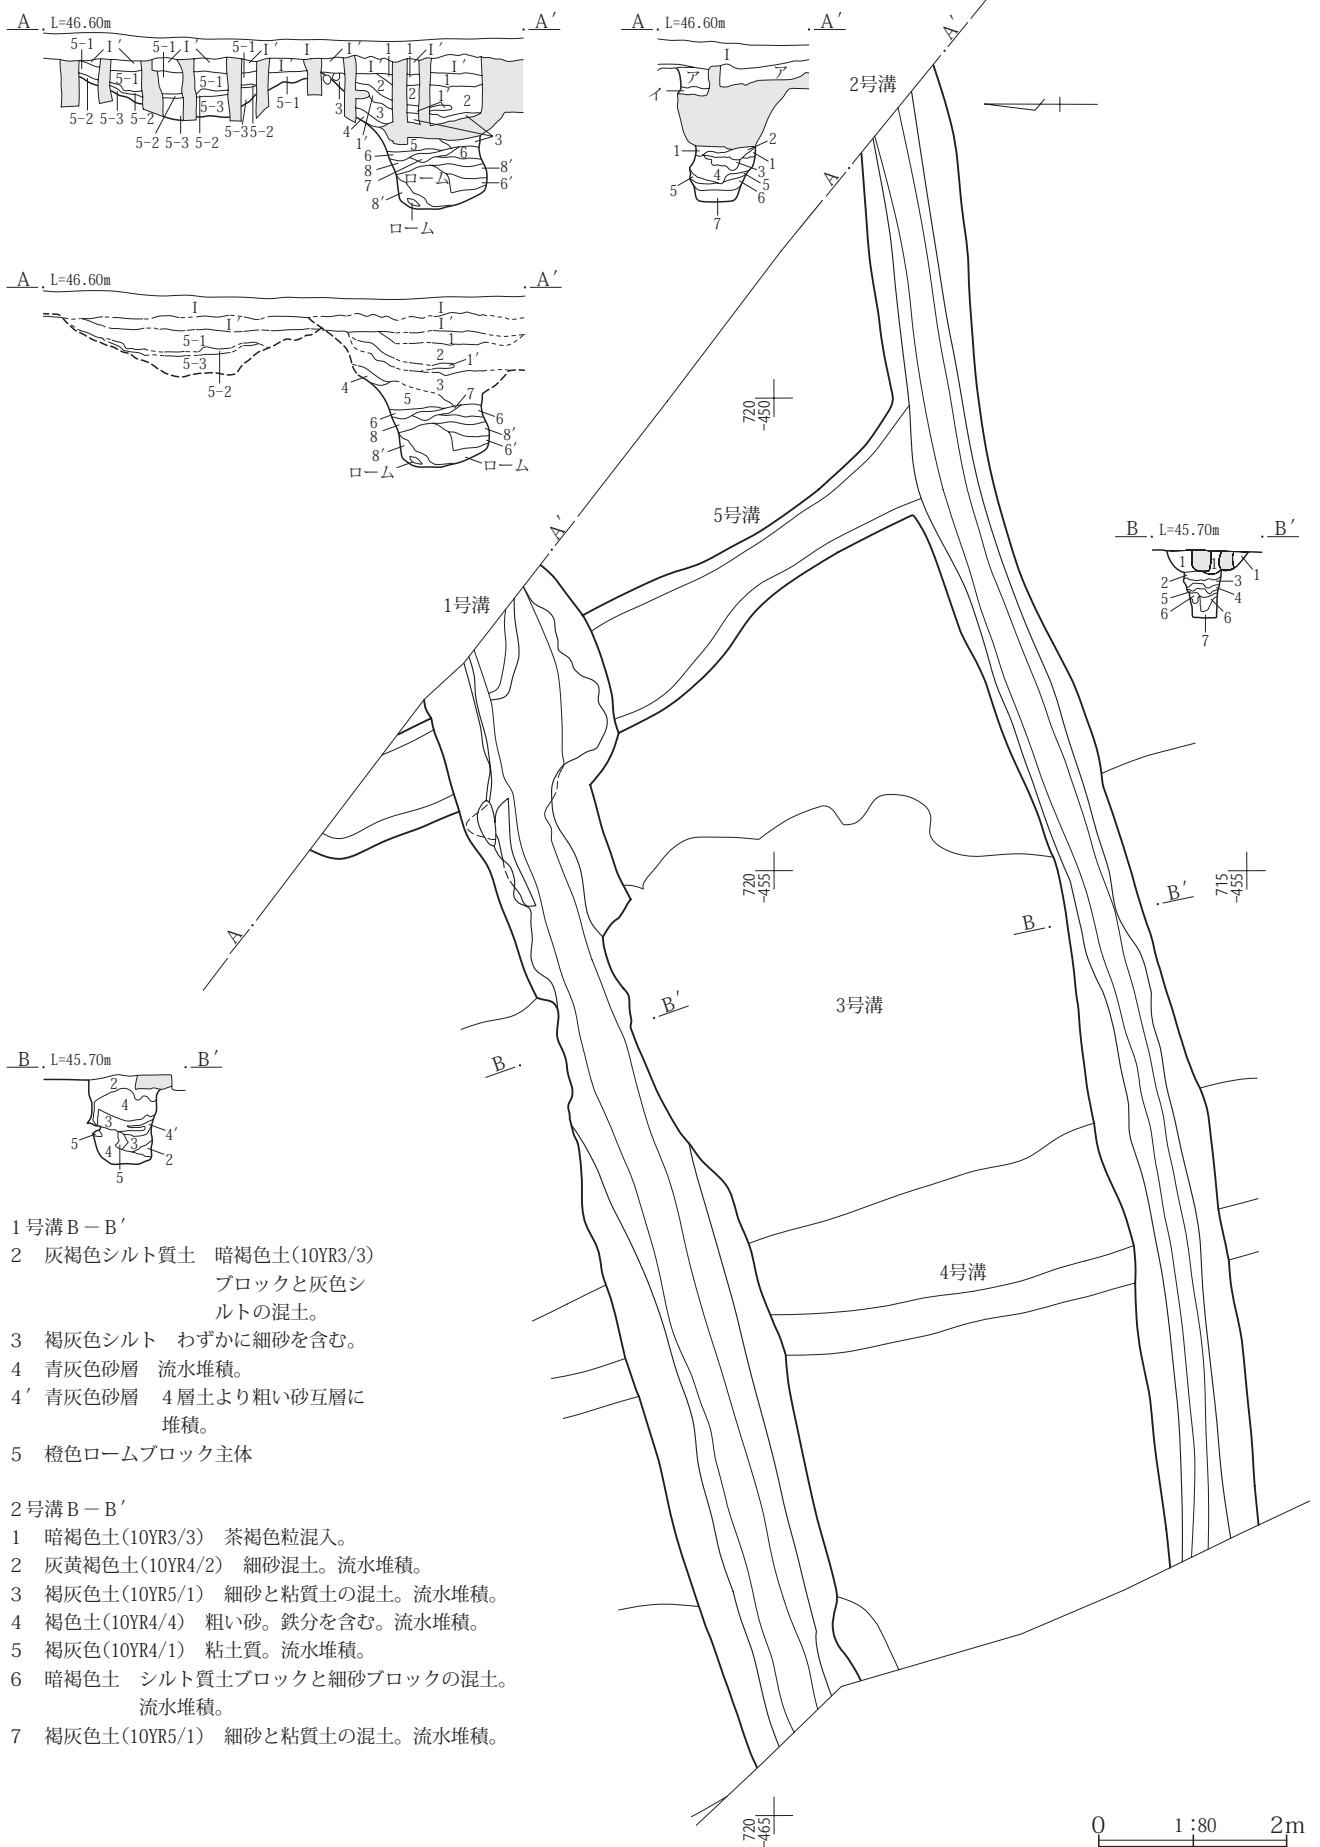 A L=46.60m A′
5-1 I′ 5-1 I′ 5-1 I′ I I′ 1 1 I′
I′ I′ I′
5-1 5-1 5-1 2 2 1′ 2
5-2 5-3 5-2 5-3 3 3
5-2 5-3 5-2 5-3 5-2 4 1′ 5 3
6 6
8 8′
7 ローム 6′
8′
ローム
A L=46.60m A′
I
ア ア
イ
1 2
1
4 3
5 5
6
7
A L=46.60m A′
I I
I′ I′
5-1 1
5-3 2 1′
5-2 4 3 7
5
6 6
8 8′
8′ 6′
ローム ローム
A′
2号溝
A
720
-450
5号溝
A′
1号溝
B L=45.70m B′
1 1 1
2 3
5 4
6 6
7
720
-455
715
-455
B′
B
A
B′
3号溝
B
B L=45.70m B′
2
4
3 4′
5 4 3 2
5
4号溝
1号溝B－B′
2 灰褐色シルト質土 暗褐色土(10YR3/3)
ブロックと灰色シ
ルトの混土。
3 褐灰色シルト わずかに細砂を含む。
4 青灰色砂層 流水堆積。
4′ 青灰色砂層 4層土より粗い砂互層に
堆積。
5 橙色ロームブロック主体
2号溝B－B′
1 暗褐色土(10YR3/3) 茶褐色粒混入。
2 灰黄褐色土(10YR4/2) 細砂混土。流水堆積。
3 褐灰色土(10YR5/1) 細砂と粘質土の混土。流水堆積。
4 褐色土(10YR4/4) 粗い砂。鉄分を含む。流水堆積。
5 褐灰色(10YR4/1) 粘土質。流水堆積。
6 暗褐色土 シルト質土ブロックと細砂ブロックの混土。
流水堆積。
7 褐灰色土(10YR5/1) 細砂と粘質土の混土。流水堆積。
720
-465
0 1:80 2m